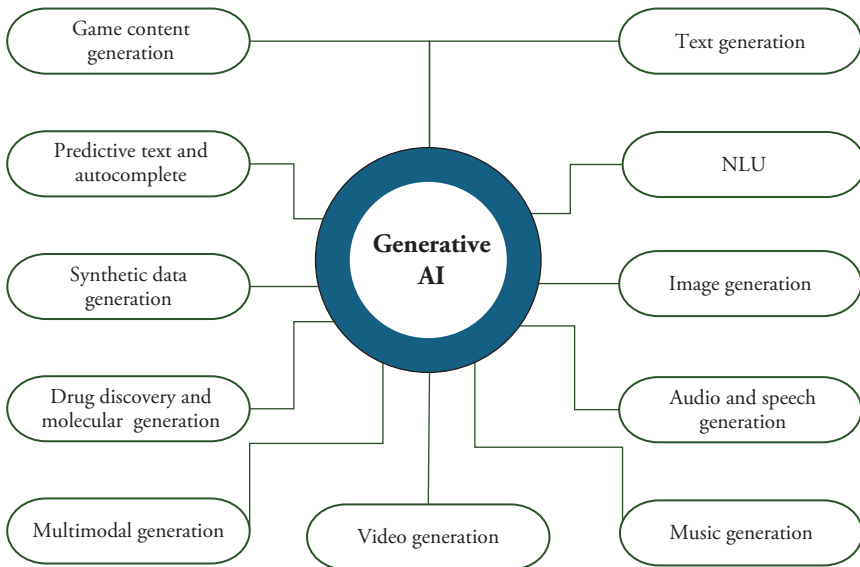 Game content
generation
Text generation
Predictive text and
autocomplete
NLU
Generative
AI
Synthetic data
generation
Image generation
Drug discovery and
molecular generation
Audio and speech
generation
Multimodal generation
Video generation
Music generation